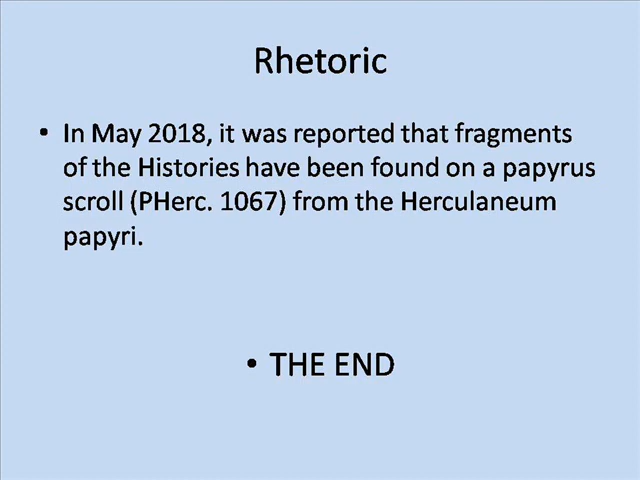 Rhetoric
• In May 2018, it was reported that fragments
of the Histories have been found on a papyrus
scroll (PHerc. 1067) from the Herculaneum
papyri.
• THE END